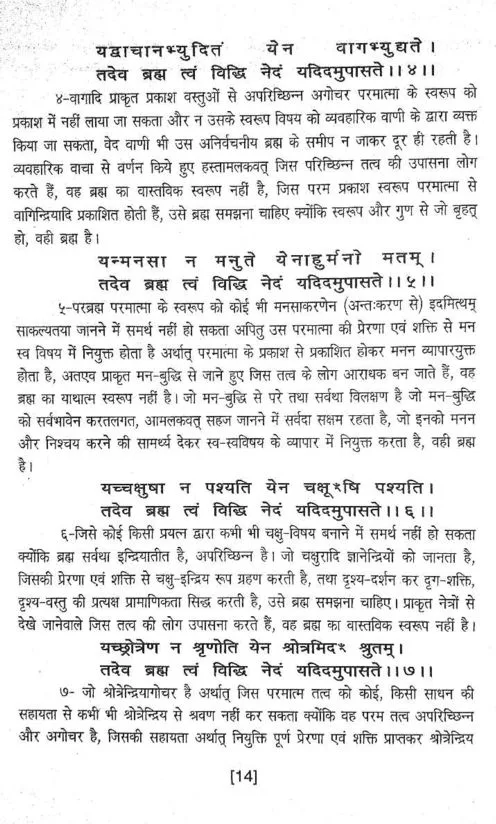 यद्वाचानभ्युदितं येन वागभ्युद्यते।
तदेव ब्रह्म त्वं विद्धि नेदं यदिदमुपासते।।४।।
४-वागादि प्राकृत प्रकाश वस्तुओं से अपरिच्छिन्न अगोचर परमात्मा के स्वरूप को
प्रकाश में नहीं लाया जा सकता और न उसके स्वरूप विषय को व्यवहारिक वाणी के द्वारा व्यक्त
किया जा सकता, वेद वाणी भी उस अनिर्वचनीय ब्रह्म के समीप न जाकर दूर ही रहती है।
व्यवहारिक वाचा से वर्णन किये हुए हस्तामलकवत् जिस परिच्छिन्न तत्व की उपासना लोग
करते हैं, वह ब्रह्म का वास्तविक स्वरूप नहीं है, जिस परम प्रकाश स्वरूप परमात्मा से
वागिन्द्रियादि प्रकाशित होती हैं, उसे ब्रह्म समझना चाहिए क्योंकि स्वरूप और गुण से जो बृहत्
हो, वही ब्रह्म है।
यन्मनसा न मनुते येनाहुर्मनो मतम्।
तदेव ब्रह्म त्वं विद्धि नेदं यदिदमुपासते।।५।।
५-परब्रह्म परमात्मा के स्वरूप को कोई भी मनसाकरणेन (अन्तःकरण से) इदमित्थम्
साकल्यतया जानने में समर्थ नहीं हो सकता अपितु उस परमात्मा की प्रेरणा एवं शक्ति से मन
स्व विषय में नियुक्त होता है अर्थात् परमात्मा के प्रकाश से प्रकाशित होकर मनन व्यापारयुक्त
होता है, अतएव प्राकृत मन-बुद्धि से जाने हुए जिस तत्व के लोग आराधक बन जाते हैं, वह
ब्रह्म का याथात्म स्वरूप नहीं है। जो मन-बुद्धि से परे तथा सर्वथा विलक्षण है जो मन-बुद्धि
को सर्वभावेन करतलगत, आमलकवत् सहज जानने में सर्वदा सक्षम रहता है, जो इनको मनन
और निश्चय करने की सामर्थ्य देकर स्व-स्वविषय के व्यापार में नियुक्त करता है, वही ब्रह्म
है।
यच्चक्षुषा न पश्यति येन चक्षूꣳषि पश्यति।
तदेव ब्रह्म त्वं विद्धि नेदं यदिदमुपासते।।६।।
६-जिसे कोई किसी प्रयत्न द्वारा कभी भी चक्षु-विषय बनाने में समर्थ नहीं हो सकता
क्योंकि ब्रह्म सर्वथा इन्द्रियातीत है, अपरिच्छिन्न है। जो चक्षुरादि ज्ञानेन्द्रियों को जानता है,
जिसकी प्रेरणा एवं शक्ति से चक्षु-इन्द्रिय रूप ग्रहण करती है, तथा दृश्य-दर्शन कर दृग-शक्ति,
दृश्य-वस्तु की प्रत्यक्ष प्रामाणिकता सिद्ध करती है, उसे ब्रह्म समझना चाहिए। प्राकृत नेत्रों से
देखे जानेवाले जिस तत्व की लोग उपासना करते हैं, वह ब्रह्म का वास्तविक स्वरूप नहीं है।
यच्छ्रोत्रेण न श्रृणोति येन श्रोत्रमिदꣳ श्रुतम्।
तदेव ब्रह्म त्वं विद्धि नेदं यदिदमुपासते।।७।।
७- जो श्रोत्रेन्द्रियागोचर है अर्थात् जिस परमात्म तत्व को कोई, किसी साधन की
सहायता से कभी भी श्रोत्रेन्द्रिय से श्रवण नहीं कर सकता क्योंकि वह परम तत्व अपरिच्छिन्न
और अगोचर है, जिसकी सहायता अर्थात् नियुक्ति पूर्ण प्रेरणा एवं शक्ति प्राप्तकर श्रोत्रेन्द्रिय
[14]